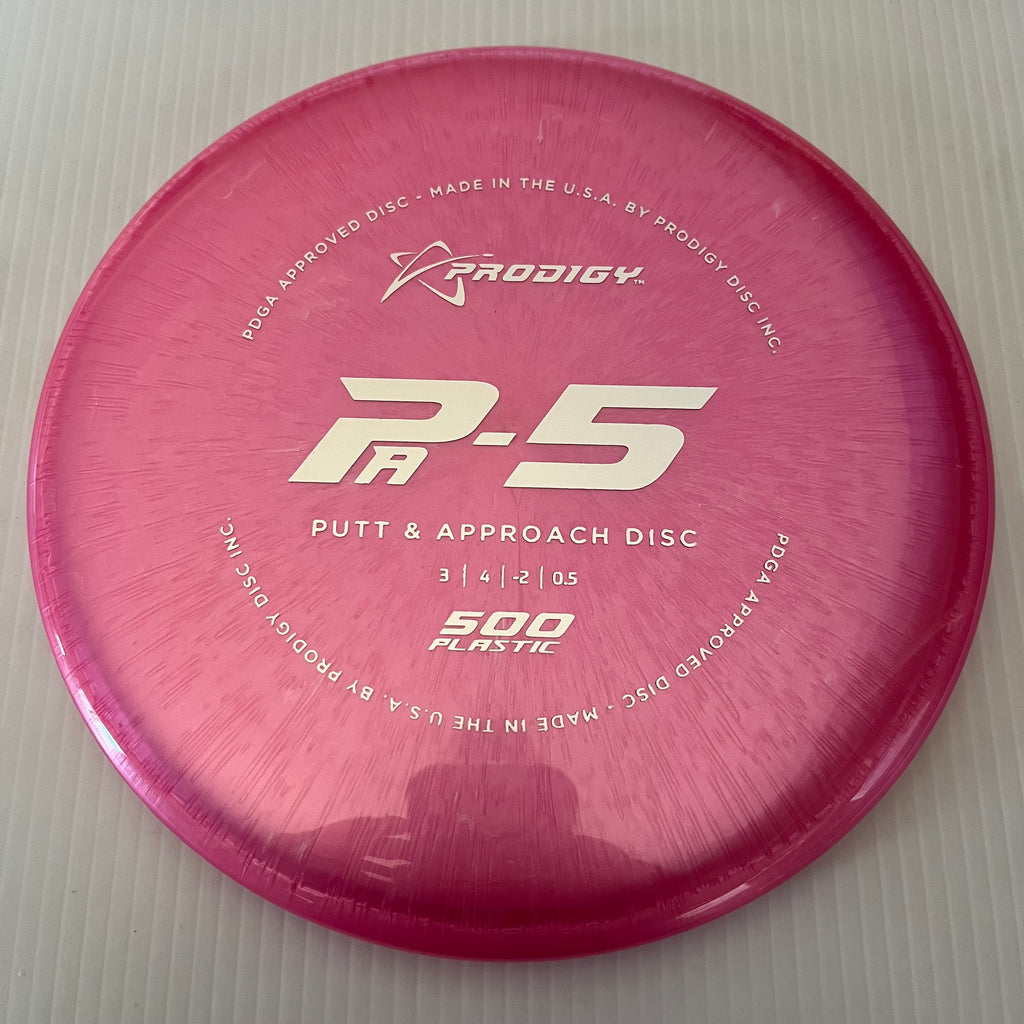 PDGA APPROVED DISC - MADE IN THE U.S.A. BY PRODIGY DISC INC.
PRODIGY™
PA-5
PUTT & APPROACH DISC
3 | 4 | -2 | 0.5
500
PLASTIC
PDGA APPROVED DISC - MADE IN THE U.S.A. BY PRODIGY DISC INC.